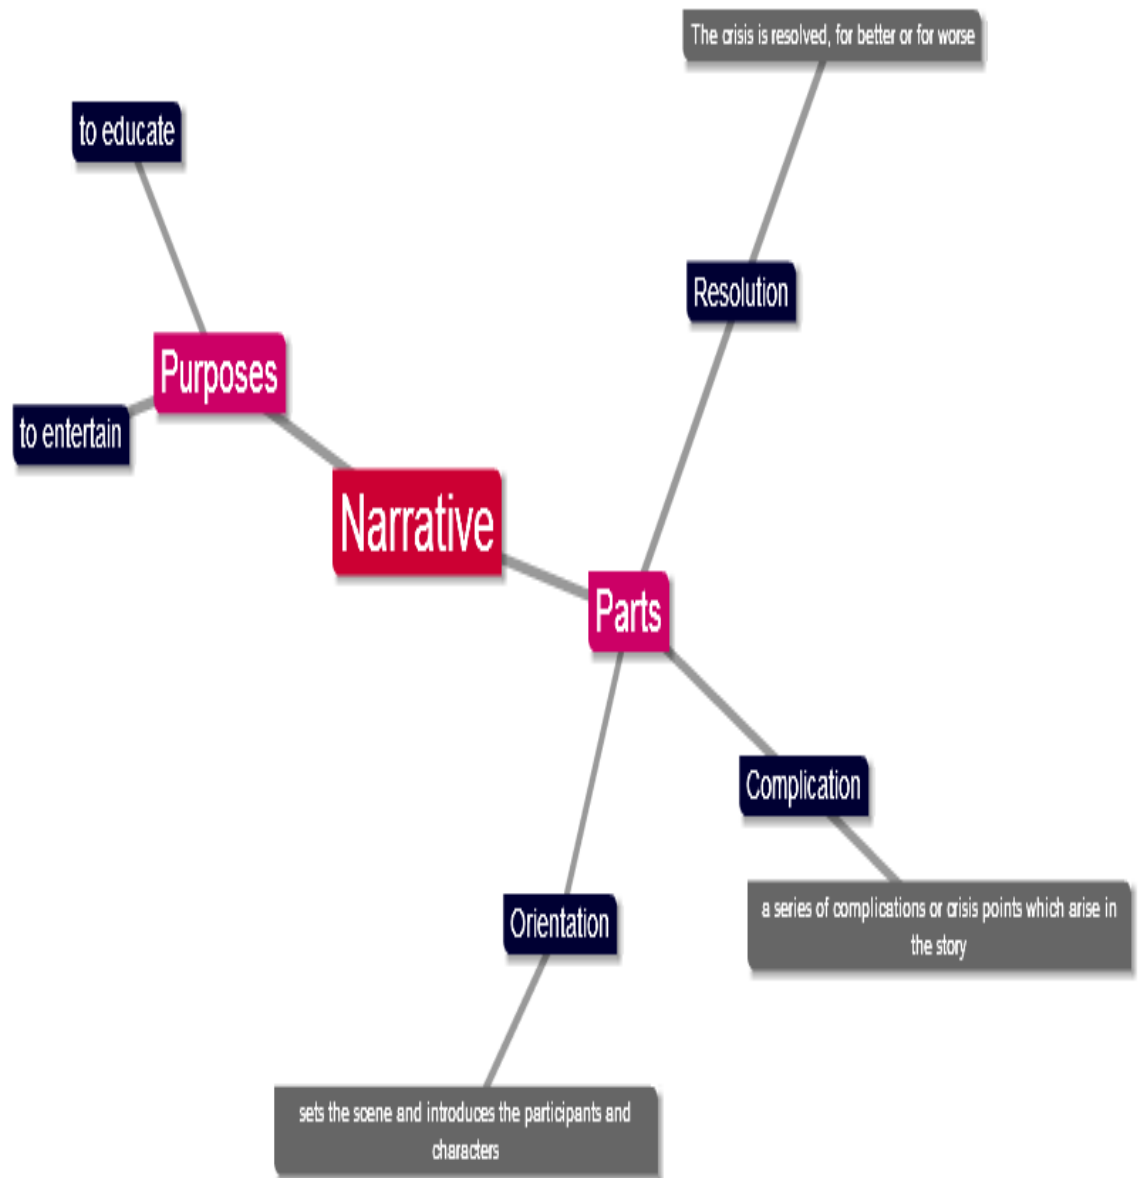 The crisis is resolved, for better or for worse
to educate
Resolution
Purposes
to entertain
Narrative
Parts
Complication
a series of complications or crisis points which arise in
the story
Orientation
sets the scene and introduces the participants and
characters